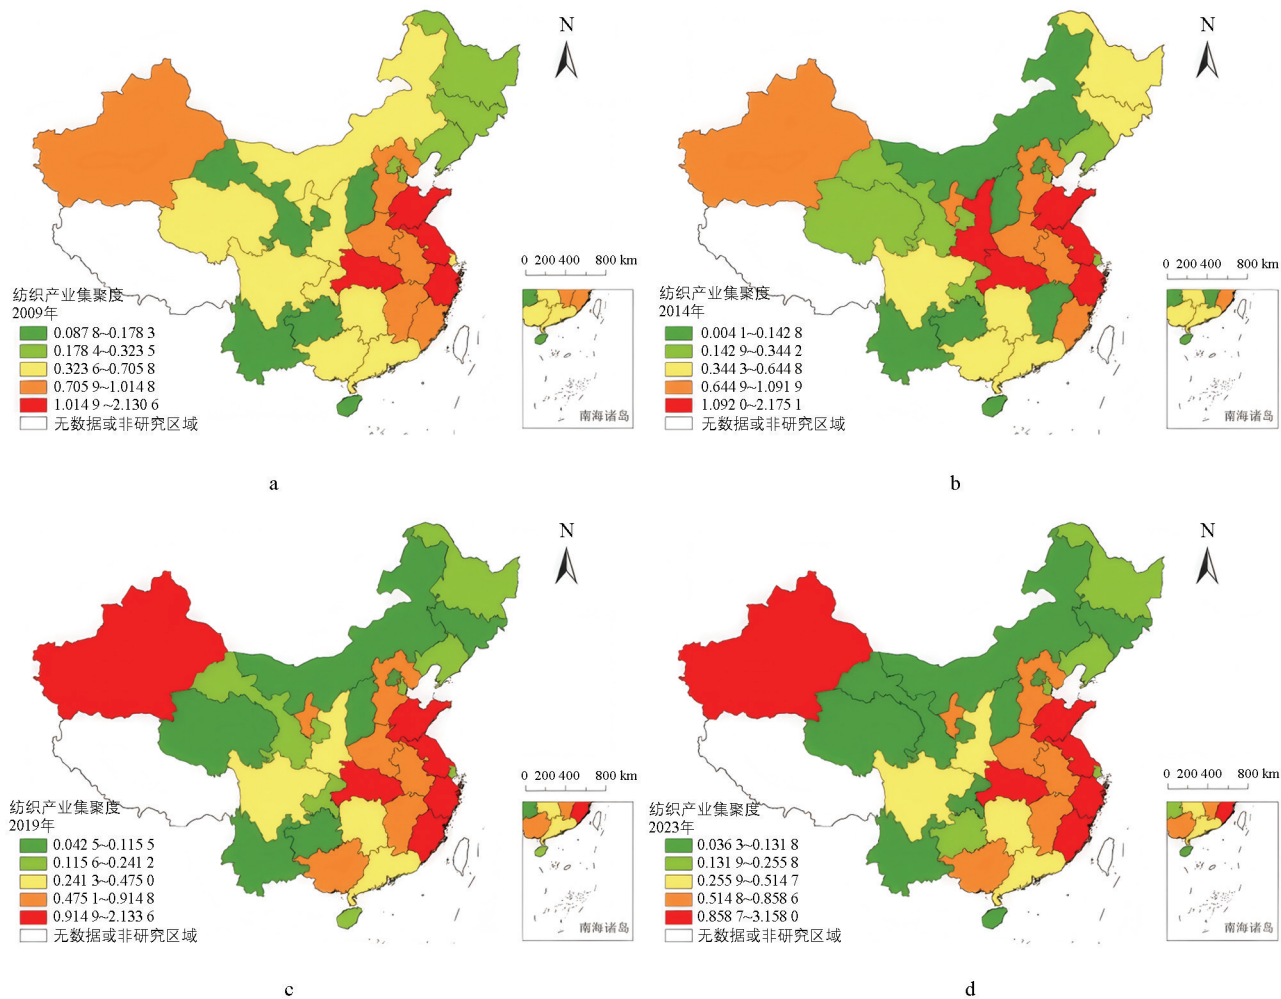 N
0 200 400 800 km
纺织产业集聚度
2009年
0.087 8~0.178 3
0.178 4~0.323 5
0.323 6~0.705 8
0.705 9~1.014 8
1.014 9~2.130 6
无数据或非研究区域
南海诸岛
a
N
0 200 400 800 km
纺织产业集聚度
2014年
0.004 1~0.142 8
0.142 9~0.344 2
0.344 3~0.644 8
0.644 9~1.091 9
1.092 0~2.175 1
无数据或非研究区域
南海诸岛
b
N
0 200 400 800 km
纺织产业集聚度
2019年
0.042 5~0.115 5
0.115 6~0.241 2
0.241 3~0.475 0
0.475 1~0.914 8
0.914 9~2.133 6
无数据或非研究区域
南海诸岛
c
N
0 200 400 800 km
纺织产业集聚度
2023年
0.036 3~0.131 8
0.131 9~0.255 8
0.255 9~0.514 7
0.514 8~0.858 6
0.858 7~3.158 0
无数据或非研究区域
南海诸岛
d